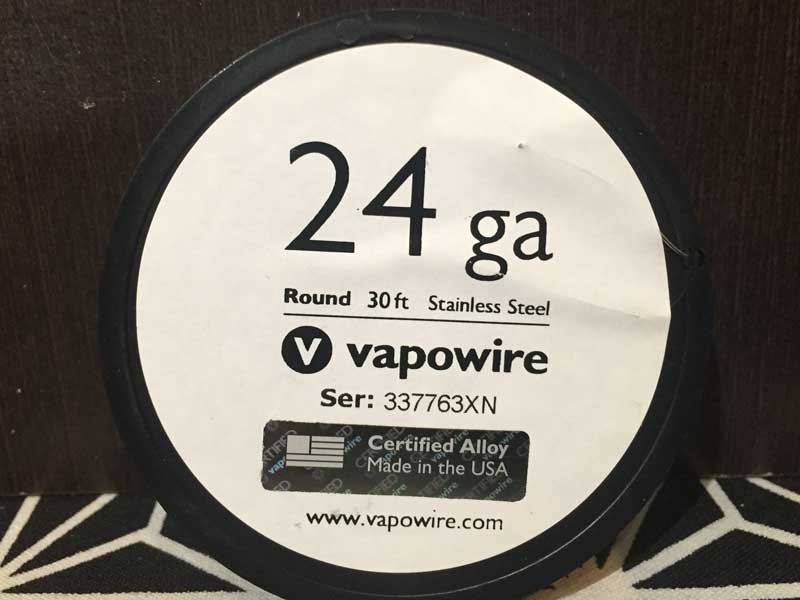 24 ga
Round 30 ft Stainless Steel
V vapowire
Ser: 337763XN
Certified Alloy
Made in the USA
www.vapowire.com